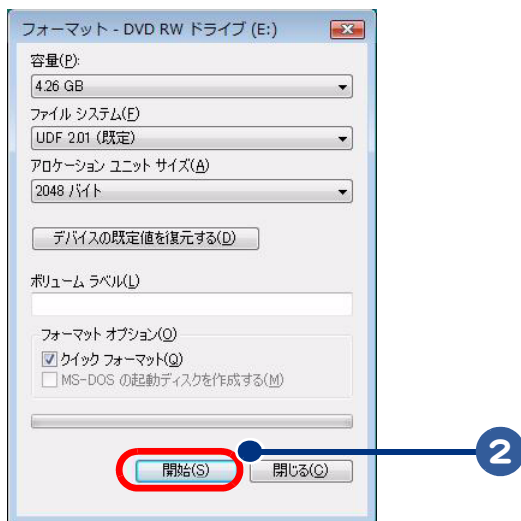 フォーマット - DVD RW ドライブ (E:)
容量(P):
4.26 GB
ファイル システム(F)
UDF 2.01 (既定)
アロケーション ユニット サイズ(A)
2048 バイト
デバイスの既定値を復元する(D)
ボリューム ラベル(L)
フォーマット オプション(O)
クイック フォーマット(Q)
MS-DOS の起動ディスクを作成する(M)
開始(S) 閉じる(C)
2